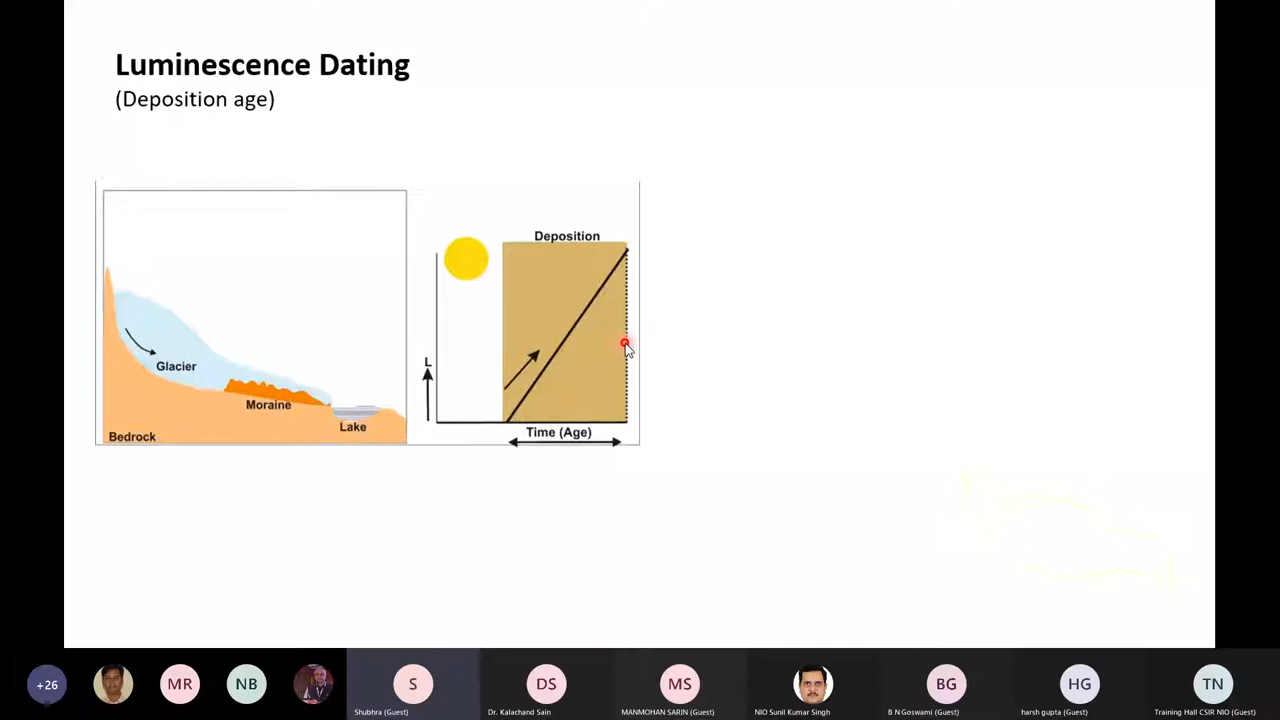 Luminescence Dating
(Deposition age)
Deposition
Glacier
L
Moraine
Lake
Time (Age)
Bedrock
+26
MR
NB
S
DS
MS
BG
HG
TN
Shubhra (Guest)
Dr. Kalachand Sain
MANMOHAN SARIN (Guest)
NIO Sunil Kumar Singh
B N Goswami (Guest)
harsh gupta (Guest)
Training Hall CSIR NIO (Guest)